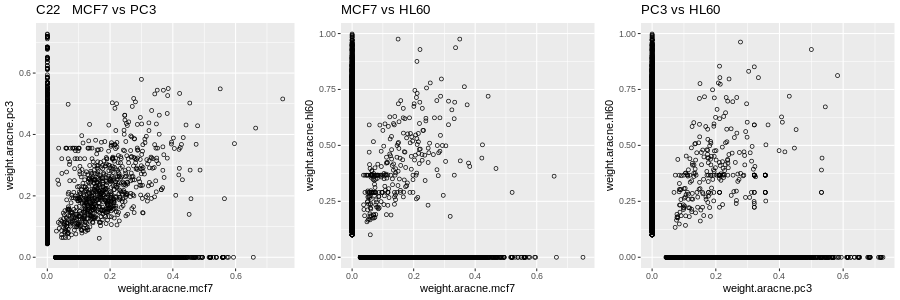 C22   MCF7 vs PC3
weight.aracne.pc3
0.6
0.4
0.2
0.0
0.0 0.2 0.4 0.6
weight.aracne.mcf7
MCF7 vs HL60
weight.aracne.hl60
1.00
0.75
0.50
0.25
0.00
0.0 0.2 0.4 0.6
weight.aracne.mcf7
PC3 vs HL60
weight.aracne.hl60
1.00
0.75
0.50
0.25
0.00
0.0 0.2 0.4 0.6
weight.aracne.pc3